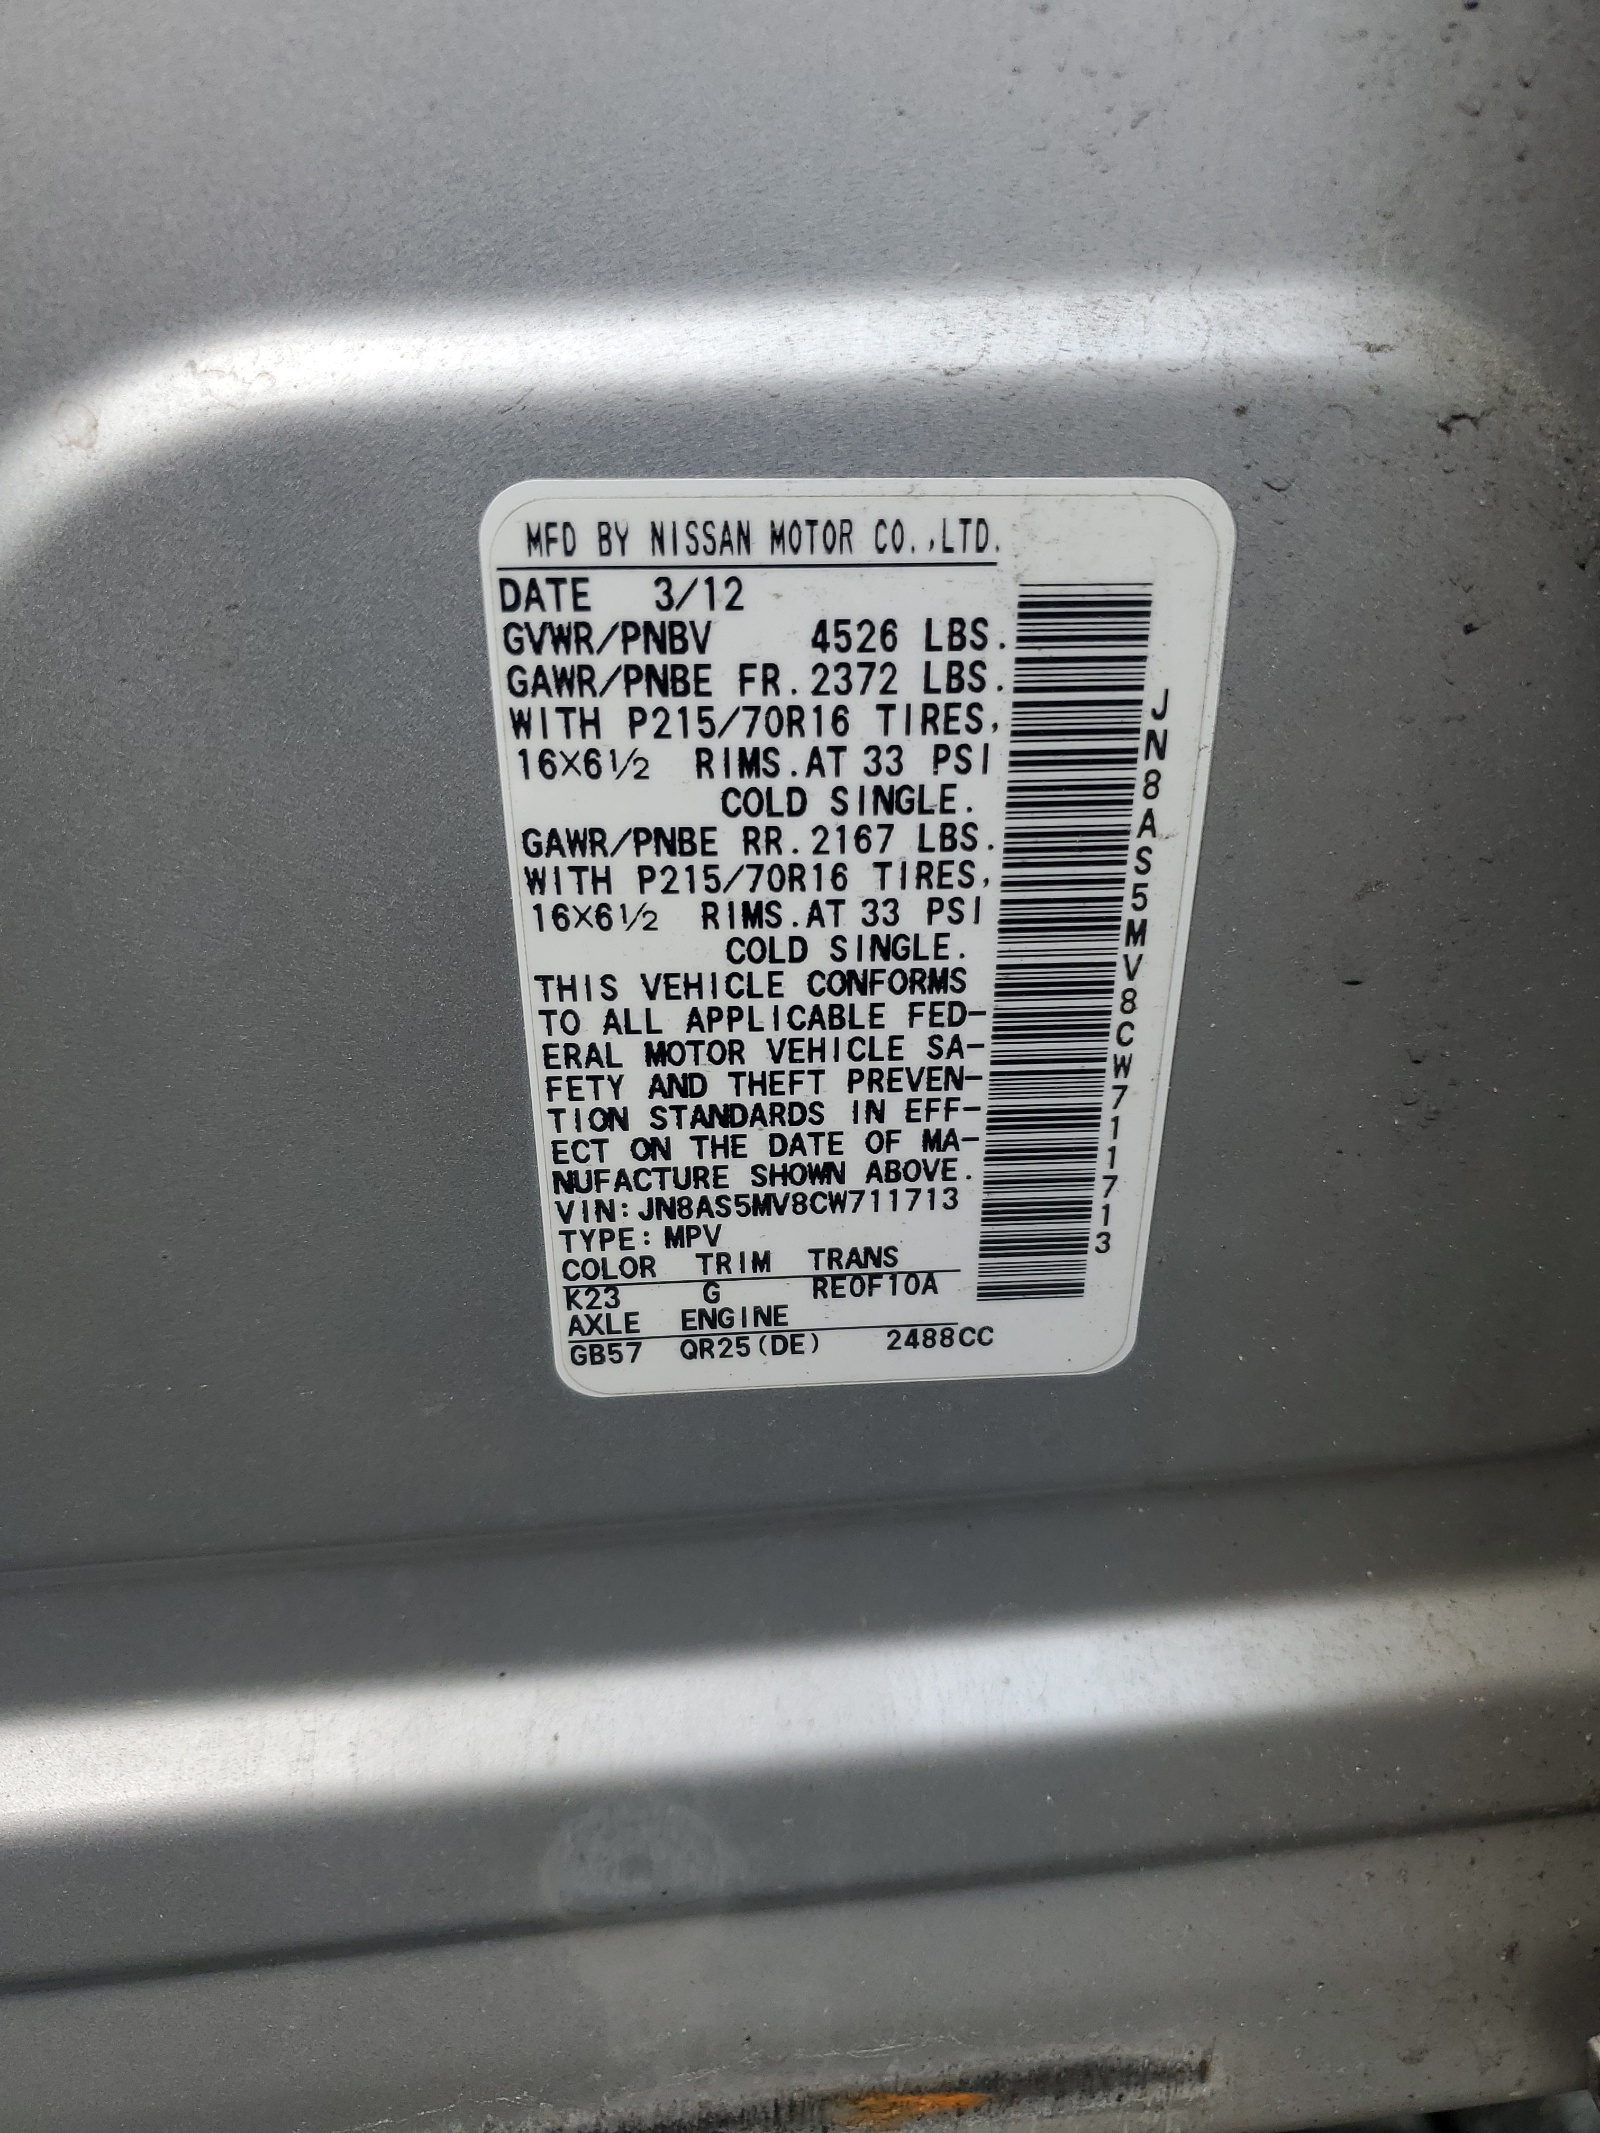 MFD BY NISSAN MOTOR CO.,LTD.
DATE 3/12
GVWR/PNBV 4526 LBS.
GAWR/PNBE FR.2372 LBS.
WITH P215/70R16 TIRES,
16X6½ RIMS.AT 33 PSI
COLD SINGLE.
GAWR/PNBE RR.2167 LBS.
WITH P215/70R16 TIRES,
16X6½ RIMS.AT 33 PSI
COLD SINGLE.
THIS VEHICLE CONFORMS
TO ALL APPLICABLE FED-
ERAL MOTOR VEHICLE SA-
FETY AND THEFT PREVEN-
TION STANDARDS IN EFF-
ECT ON THE DATE OF MA-
NUFACTURE SHOWN ABOVE.
VIN:JN8AS5MV8CW711713
TYPE:MPV
COLOR TRIM TRANS
K23 G RE0F10A
AXLE ENGINE
GB57 QR25(DE) 2488CC
JN8AS5MV8CW711713